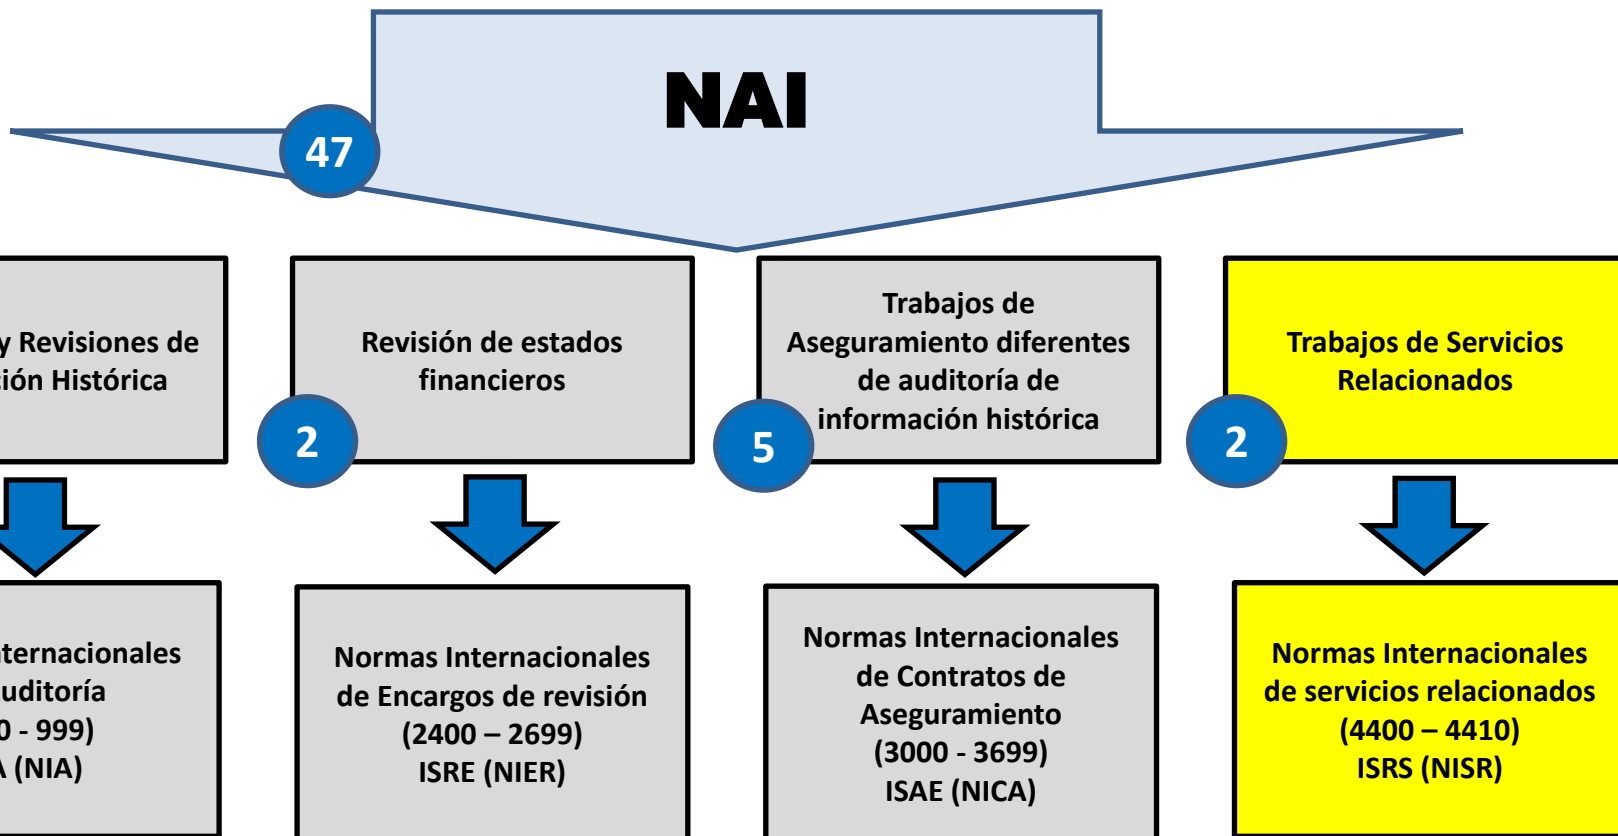 NAI
47
y Revisiones de
ción Histórica
Revisión de estados
financieros
2
Trabajos de
Aseguramiento diferentes
de auditoría de
información histórica
5
Trabajos de Servicios
Relacionados
2
ternacionales
uditoría
0 - 999)
(NIA)
Normas Internacionales
de Encargos de revisión
(2400 – 2699)
ISRE (NIER)
Normas Internacionales
de Contratos de
Aseguramiento
(3000 - 3699)
ISAE (NICA)
Normas Internacionales
de servicios relacionados
(4400 – 4410)
ISRS (NISR)